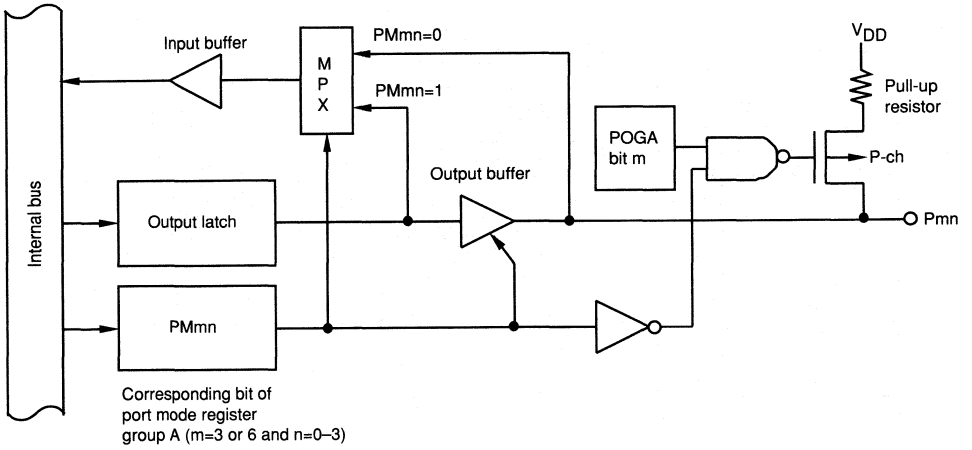 VDD
PMmn=0
Input buffer
M
P
X
Pull-up
resistor
PMmn=1
POGA
bit m
P-ch
Output buffer
Internal bus
Output latch
Pmn
PMmn
Corresponding bit of
port mode register
group A (m=3 or 6 and n=0–3)